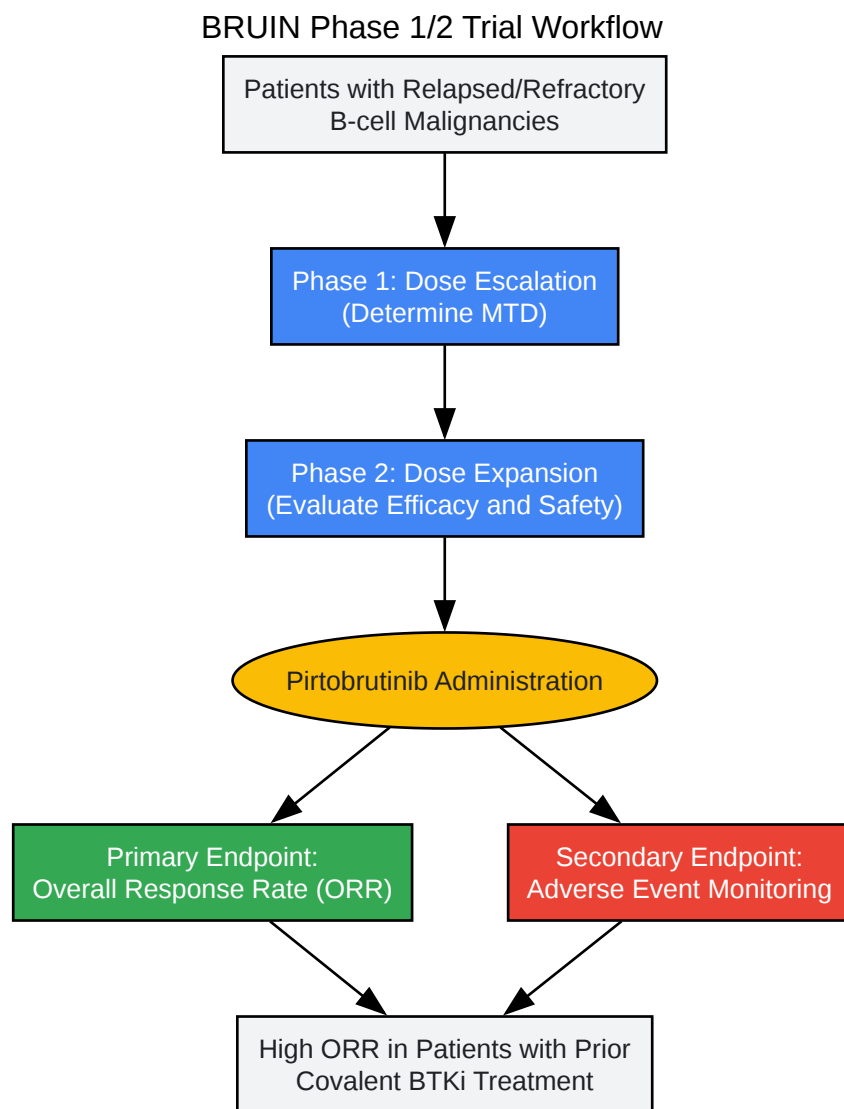 BRUIN Phase 1/2 Trial Workflow
Patients with Relapsed/Refractory
B-cell Malignancies
Phase 1: Dose Escalation
(Determine MTD)
Phase 2: Dose Expansion
(Evaluate Efficacy and Safety)
Pirtobrutinib Administration
Primary Endpoint:
Overall Response Rate (ORR)
Secondary Endpoint:
Adverse Event Monitoring
High ORR in Patients with Prior
Covalent BTKi Treatment